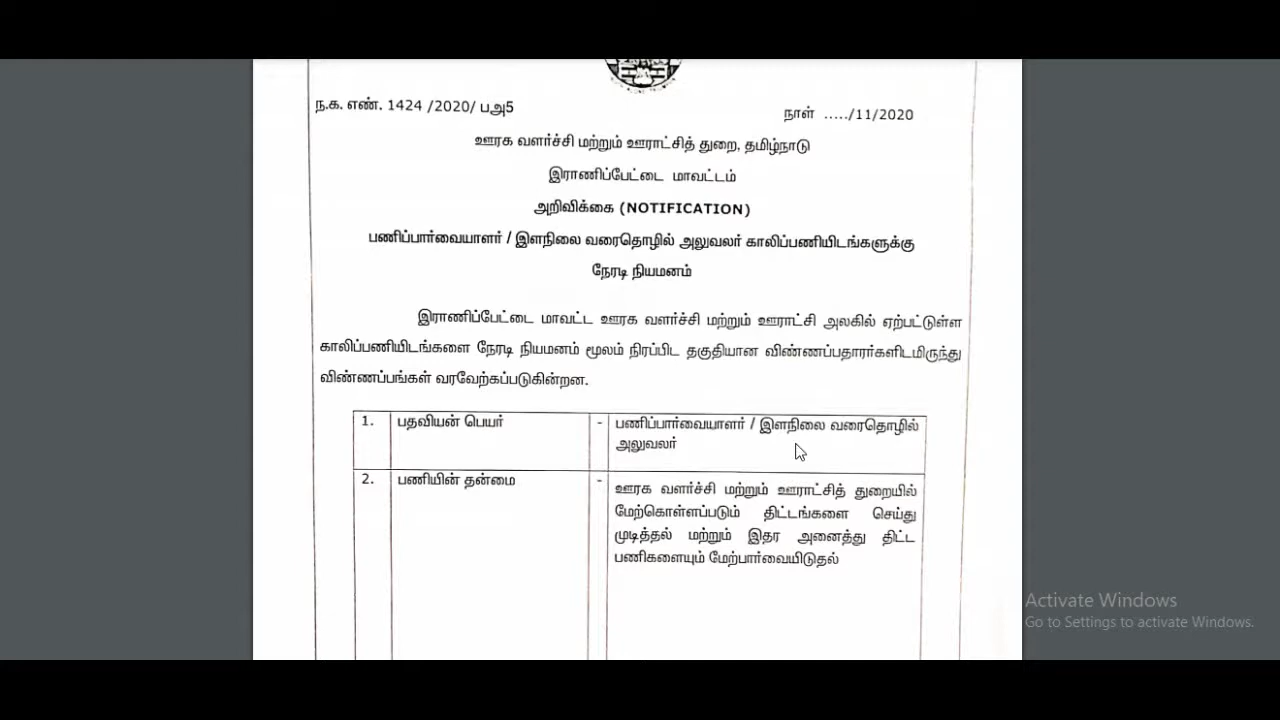 ந.க. எண். 1424 /2020/ பஅ5
நாள் ...../11/2020
ஊரக வளர்ச்சி மற்றும் ஊராட்சித் துறை, தமிழ்நாடு
இராணிப்பேட்டை மாவட்டம்
அறிவிக்கை (NOTIFICATION)
பணிப்பார்வையாளர் / இளநிலை வரைதொழில் அலுவலர் காலிப்பணியிடங்களுக்கு
நேரடி நியமனம்
இராணிப்பேட்டை மாவட்ட ஊரக வளர்ச்சி மற்றும் ஊராட்சி அலகில் ஏற்பட்டுள்ள
காலிப்பணியிடங்களை நேரடி நியமனம் மூலம் நிரப்பிட தகுதியான விண்ணப்பதாரர்களிடமிருந்து
விண்ணப்பங்கள் வரவேற்கப்படுகின்றன.
1. பதவியன் பெயர் - பணிப்பார்வையாளர் / இளநிலை வரைதொழில்
அலுவலர்
2. பணியின் தன்மை - ஊரக வளர்ச்சி மற்றும் ஊராட்சித் துறையில்
மேற்கொள்ளப்படும் திட்டங்களை செய்து
முடித்தல் மற்றும் இதர அனைத்து திட்ட
பணிகளையும் மேற்பார்வையிடுதல்
Activate Windows
Go to Settings to activate Windows.